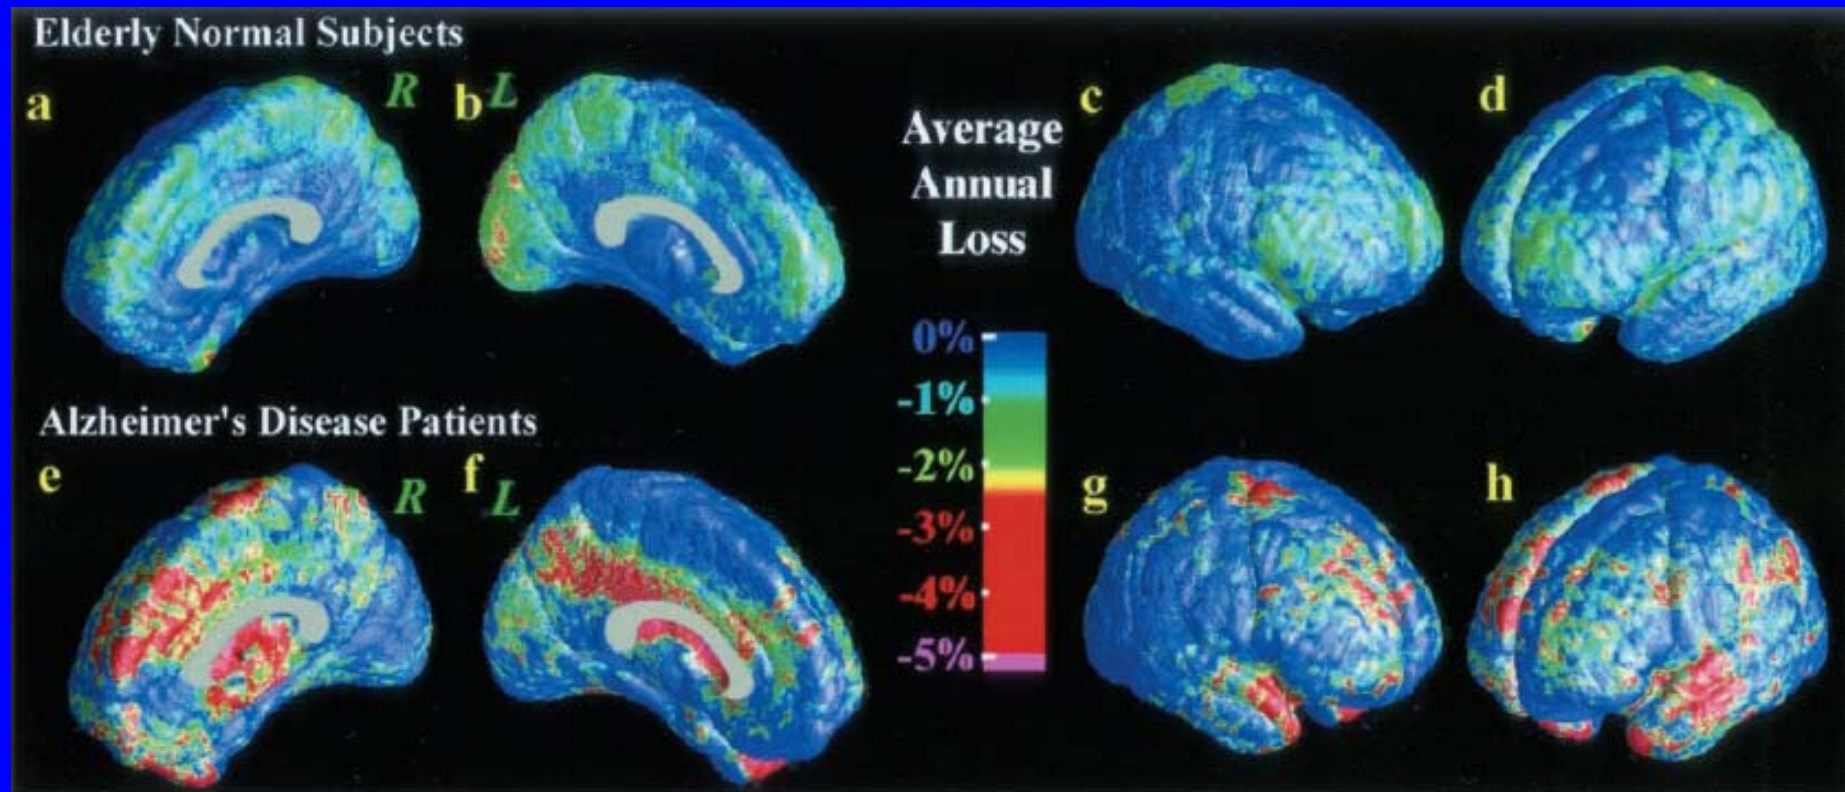 Elderly Normal Subjects
a R b L c d
Average
Annual
Loss
0%
-1%
-2%
-3%
-4%
-5%
Alzheimer's Disease Patients
e R f L g h